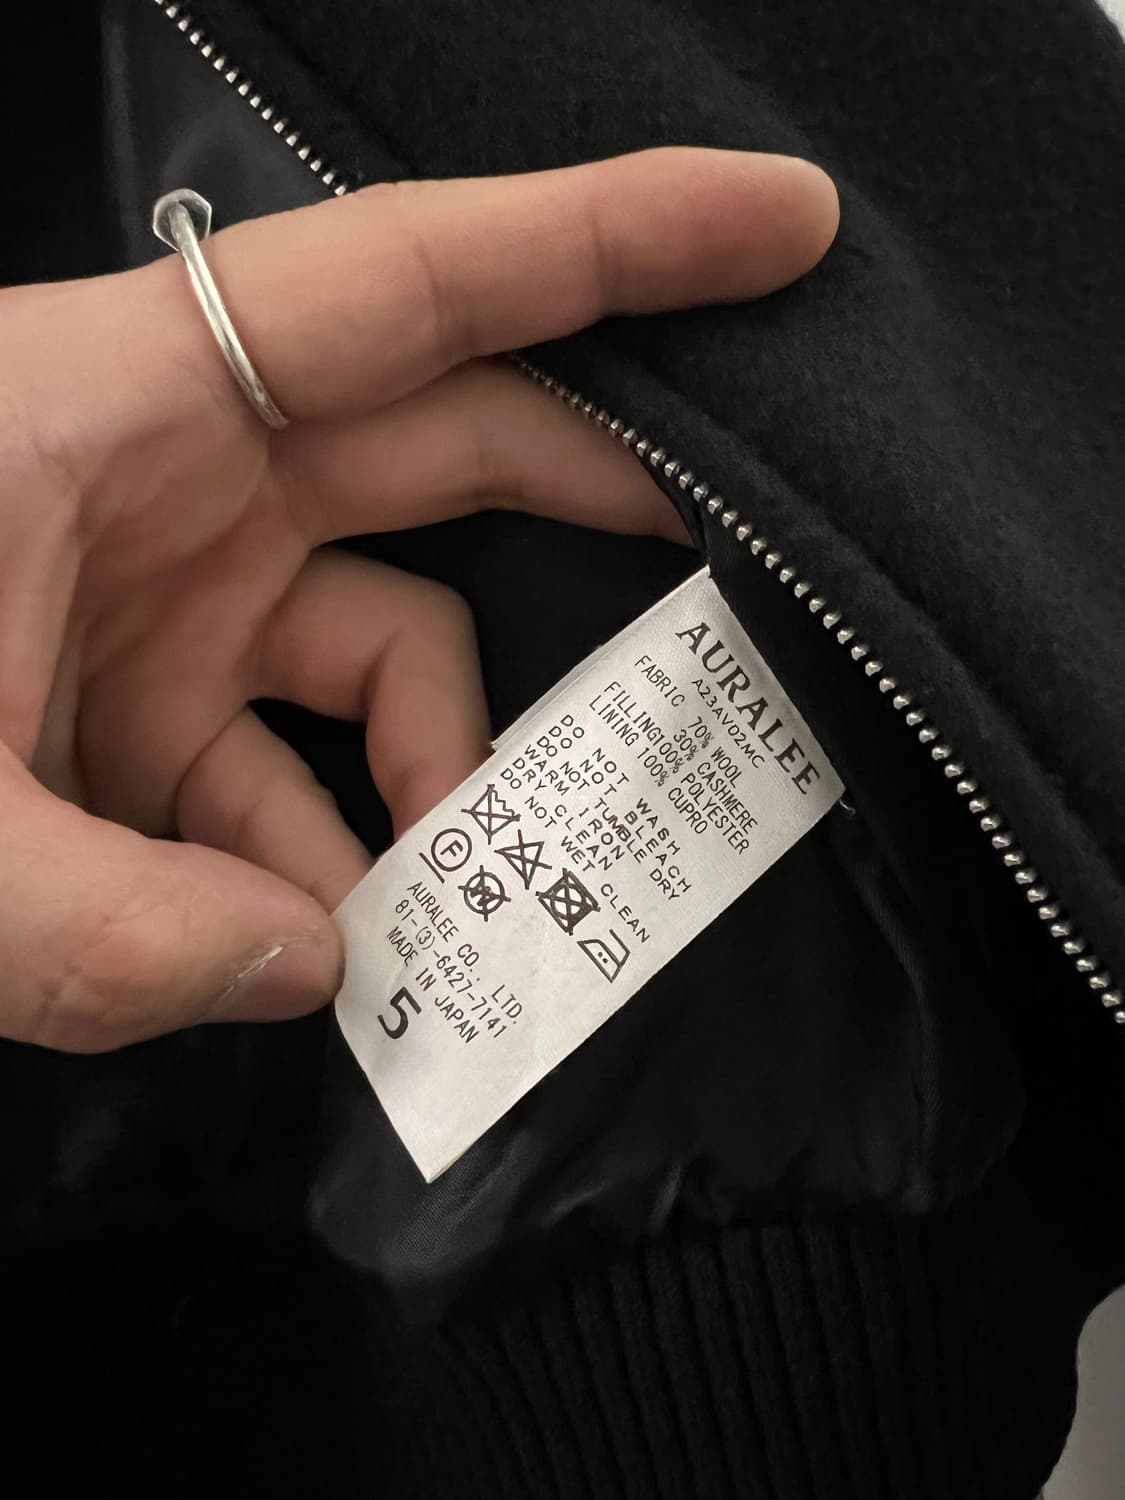 AURALEE
A23AV02MC
FABRIC 70% WOOL
30% CASHMERE
FILLING100% POLYESTER
LINING 100% CUPRO
DO NOT WASH
DO NOT BLEACH
DO NOT TUMBLE DRY
WARM IRON
DRY CLEAN
DO NOT WET CLEAN
F
W
AURALEE CO., LTD.
81-(3)-6427-7141
MADE IN JAPAN
5